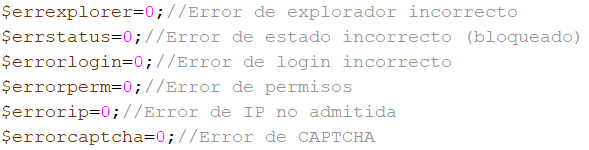 $errexplorer=0;//Error de explorador incorrecto
$errstatus=0;//Error de estado incorrecto (bloqueado)
$errorlogin=0;//Error de login incorrecto
$errorperm=0;//Error de permisos
$errorip=0;//Error de IP no admitida
$errorcaptcha=0;//Error de CAPTCHA